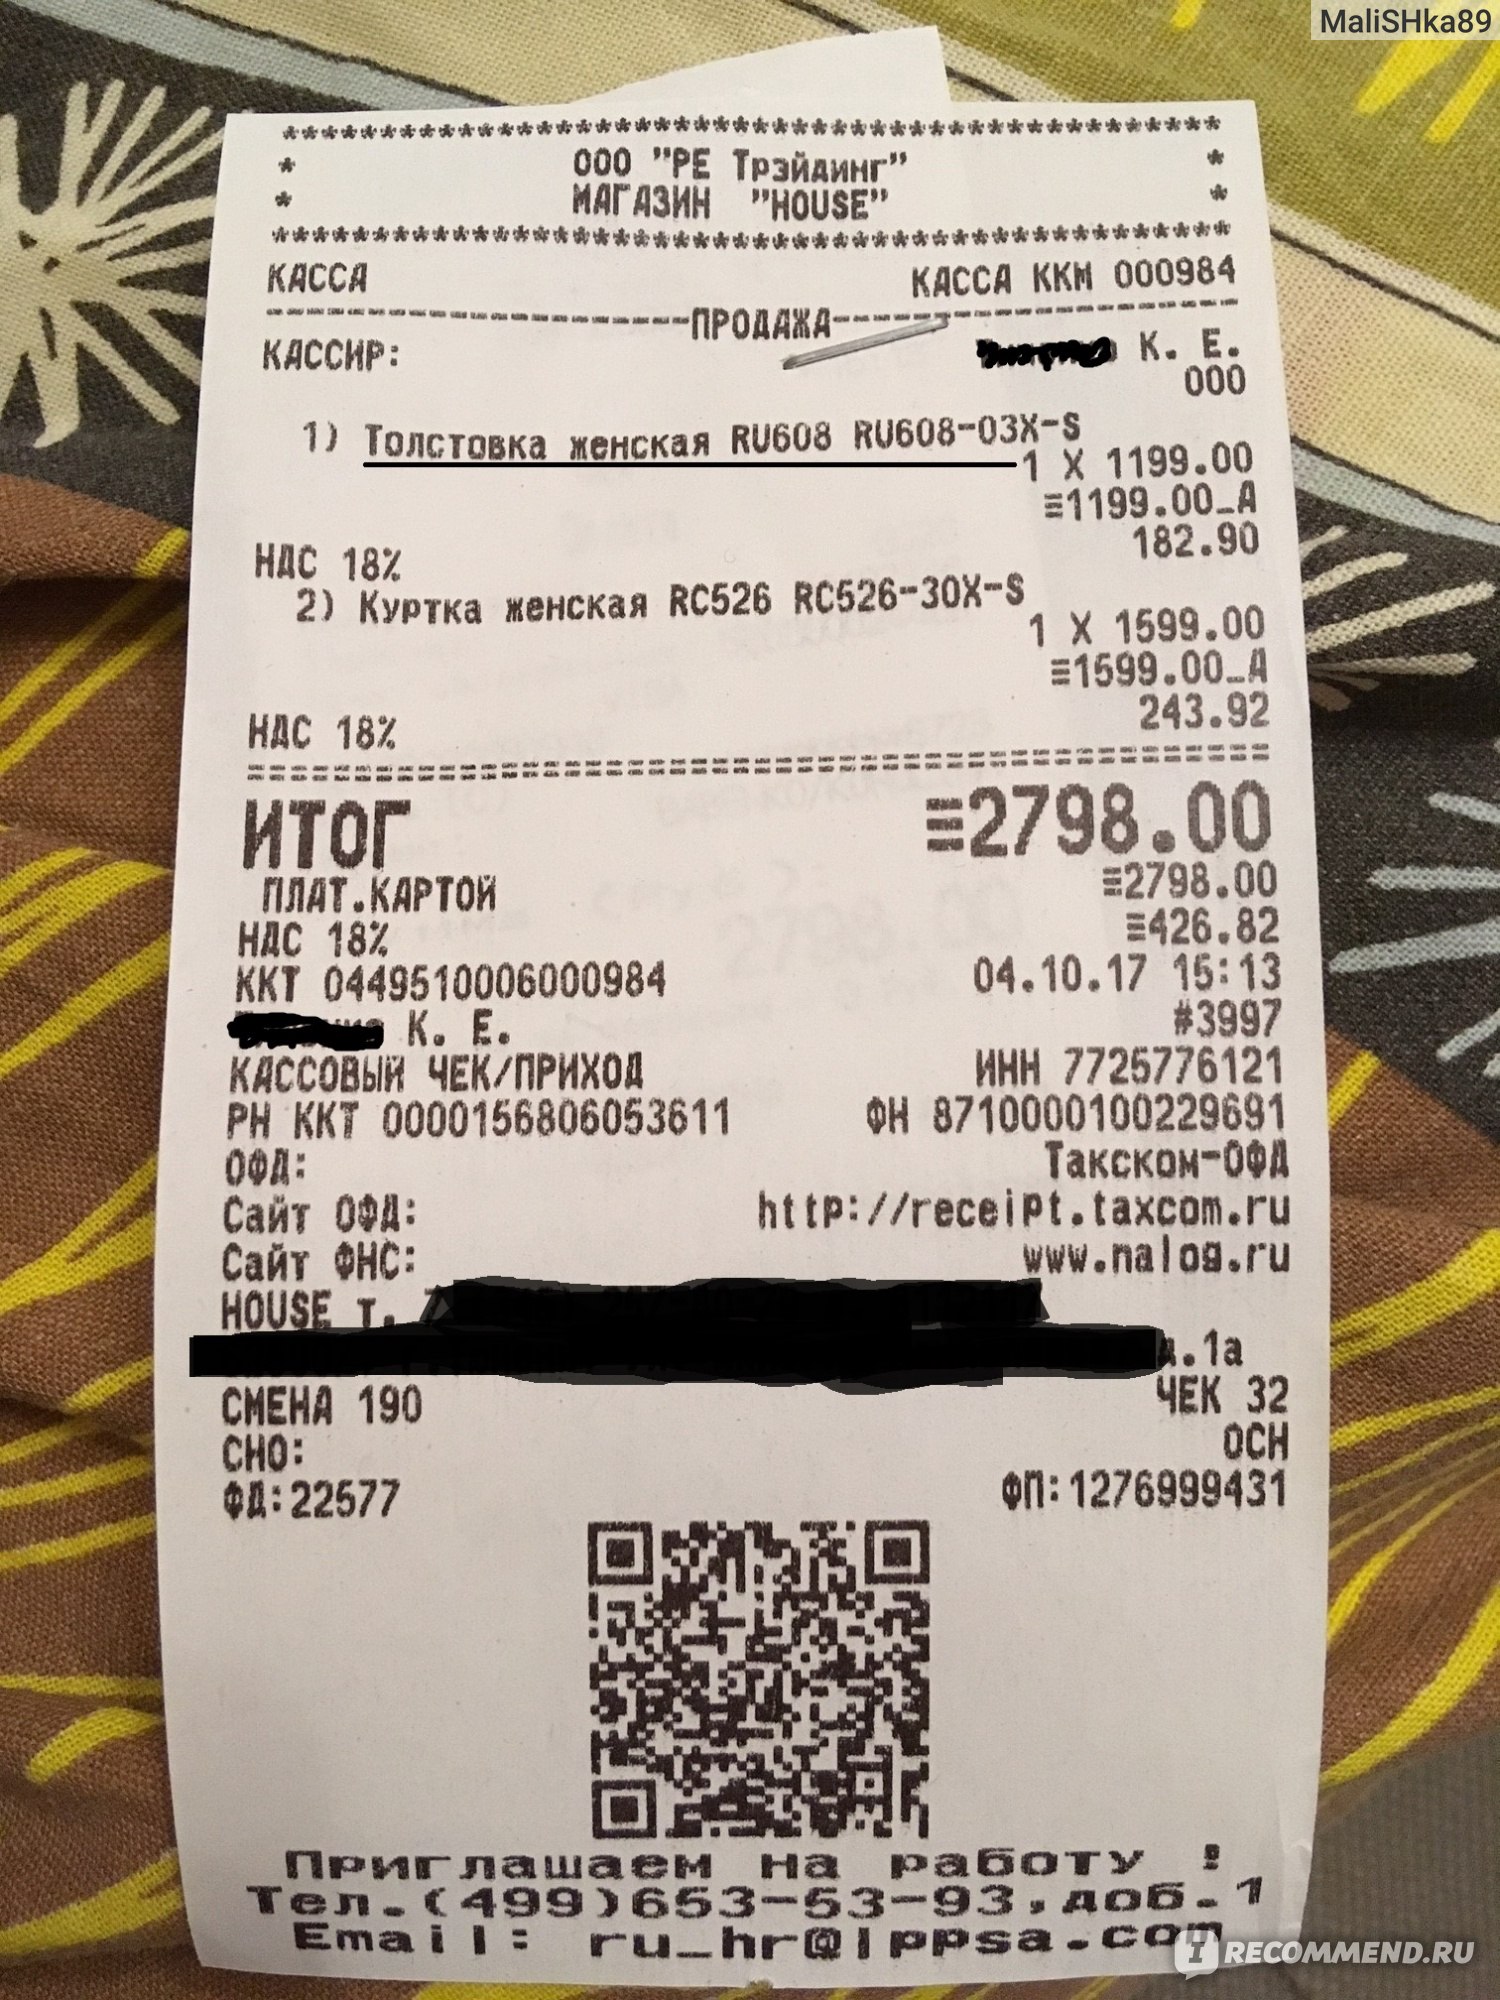 MaliSHka89
****************************************************
* ООО "РЕ Трэйдинг" *
* МАГАЗИН "HOUSE" *
****************************************************
КАССА КАССА ККМ 000984
--------------------ПРОДАЖА--------------------
КАССИР: К. Е.
000
1) Толстовка женская RU608 RU608-03X-S
1 X 1199.00
≡1199.00_А
182.90
НДС 18%
2) Куртка женская RC526 RC526-30X-S
1 X 1599.00
≡1599.00_А
243.92
НДС 18%
====================================================
ИТОГ ≡2798.00
ПЛАТ.КАРТОЙ ≡2798.00
НДС 18% ≡426.82
ККТ 0449510006000984 04.10.17 15:13
К. Е. #3997
КАССОВЫЙ ЧЕК/ПРИХОД ИНН 7725776121
РН ККТ 0000156806053611 ФН 8710000100229691
ОФД: Такском-ОФД
Сайт ОФД: http://receipt.taxcom.ru
Сайт ФНС: www.nalog.ru
HOUSE т.
д.1а
СМЕНА 190 ЧЕК 32
СНО: ОСН
ФД:22577 ФП:1276999431
Приглашаем на работу !
Тел.(499)653-53-93,доб.1
Email: ru_hr@lppsa.com
IRECOMMEND.RU